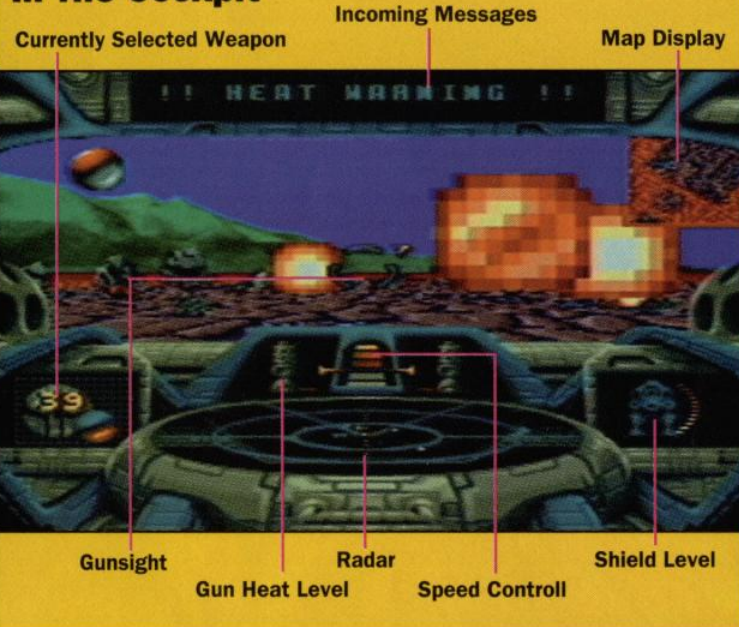 In The Cockpit
Incoming Messages
Currently Selected Weapon
Map Display
!! HEAT WARNING !!
39
Gunsight
Radar
Shield Level
Gun Heat Level
Speed Controll